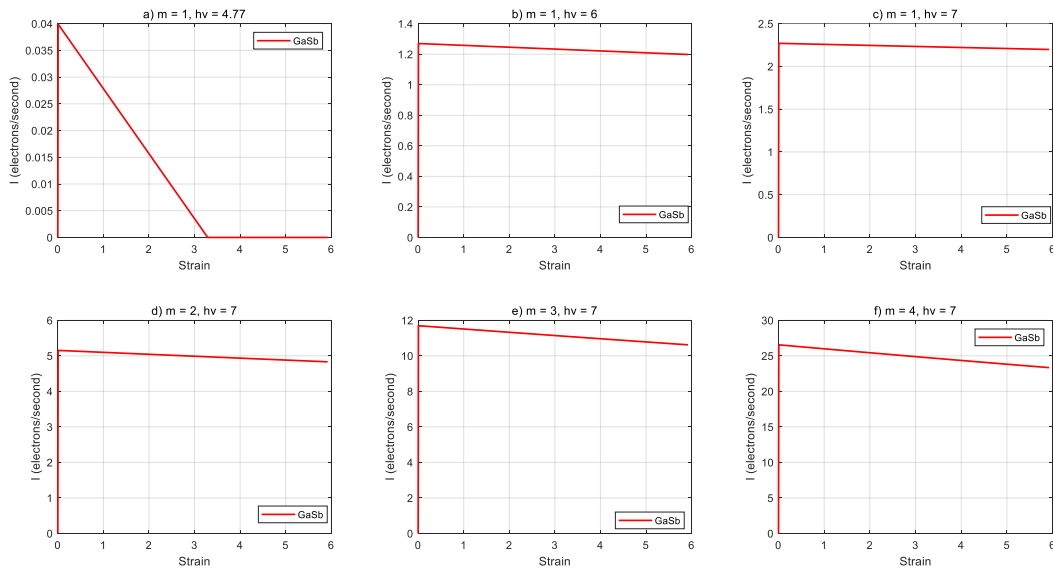 a) m = 1, hv = 4.77
0.04
0.035
0.03
0.025
0.02
0.015
0.01
0.005
0
I (electrons/second)
GaSb
0 1 2 3 4 5 6
Strain
b) m = 1, hv = 6
1.4
1.2
1
0.8
0.6
0.4
0.2
0
I (electrons/second)
GaSb
0 1 2 3 4 5 6
Strain
c) m = 1, hv = 7
2.5
2
1.5
1
0.5
0
I (electrons/second)
GaSb
0 1 2 3 4 5 6
Strain
d) m = 2, hv = 7
6
5
4
3
2
1
0
I (electrons/second)
GaSb
0 1 2 3 4 5 6
Strain
e) m = 3, hv = 7
12
10
8
6
4
2
0
I (electrons/second)
GaSb
0 1 2 3 4 5 6
Strain
f) m = 4, hv = 7
30
25
20
15
10
5
0
I (electrons/second)
GaSb
0 1 2 3 4 5 6
Strain